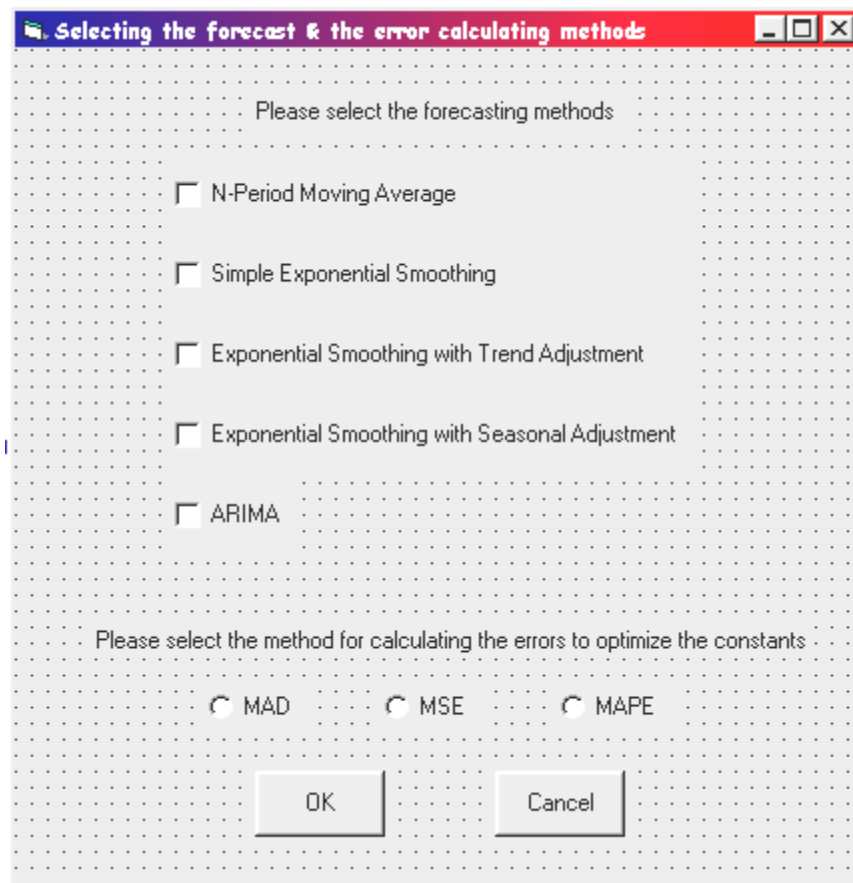 Selecting the forecast & the error calculating methods
Please select the forecasting methods
N-Period Moving Average
Simple Exponential Smoothing
Exponential Smoothing with Trend Adjustment
Exponential Smoothing with Seasonal Adjustment
ARIMA
Please select the method for calculating the errors to optimize the constants
MAD MSE MAPE
OK Cancel